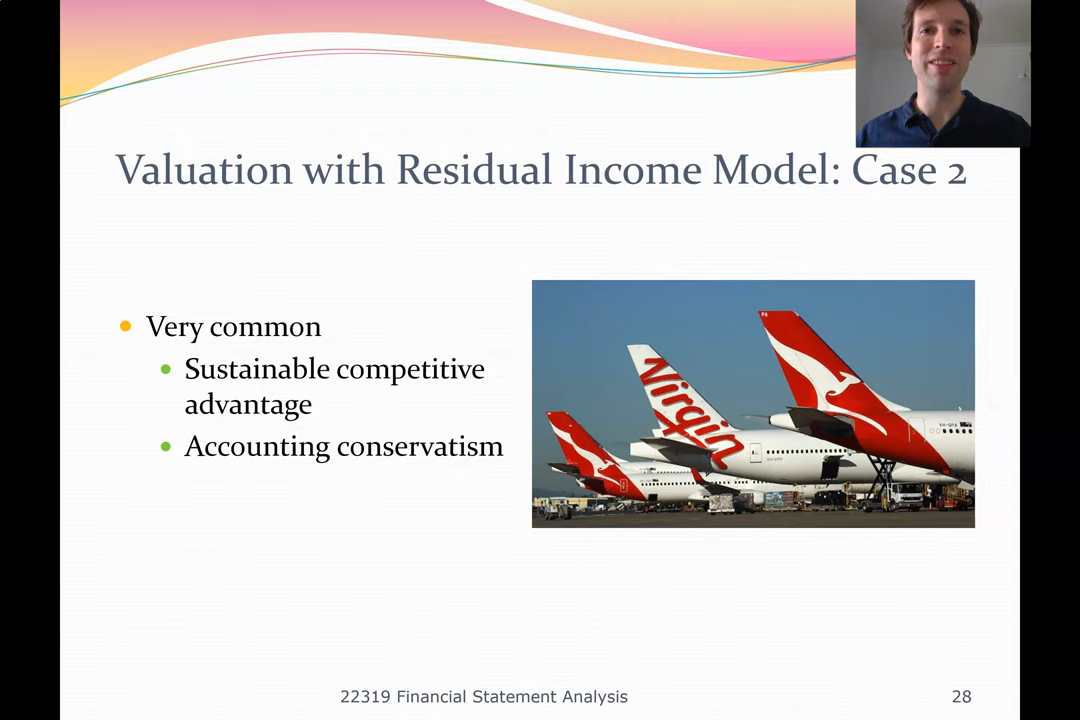 Valuation with Residual Income Model: Case 2
Very common
Sustainable competitive
advantage
Accounting conservatism
Virgin
PA
22319 Financial Statement Analysis
28